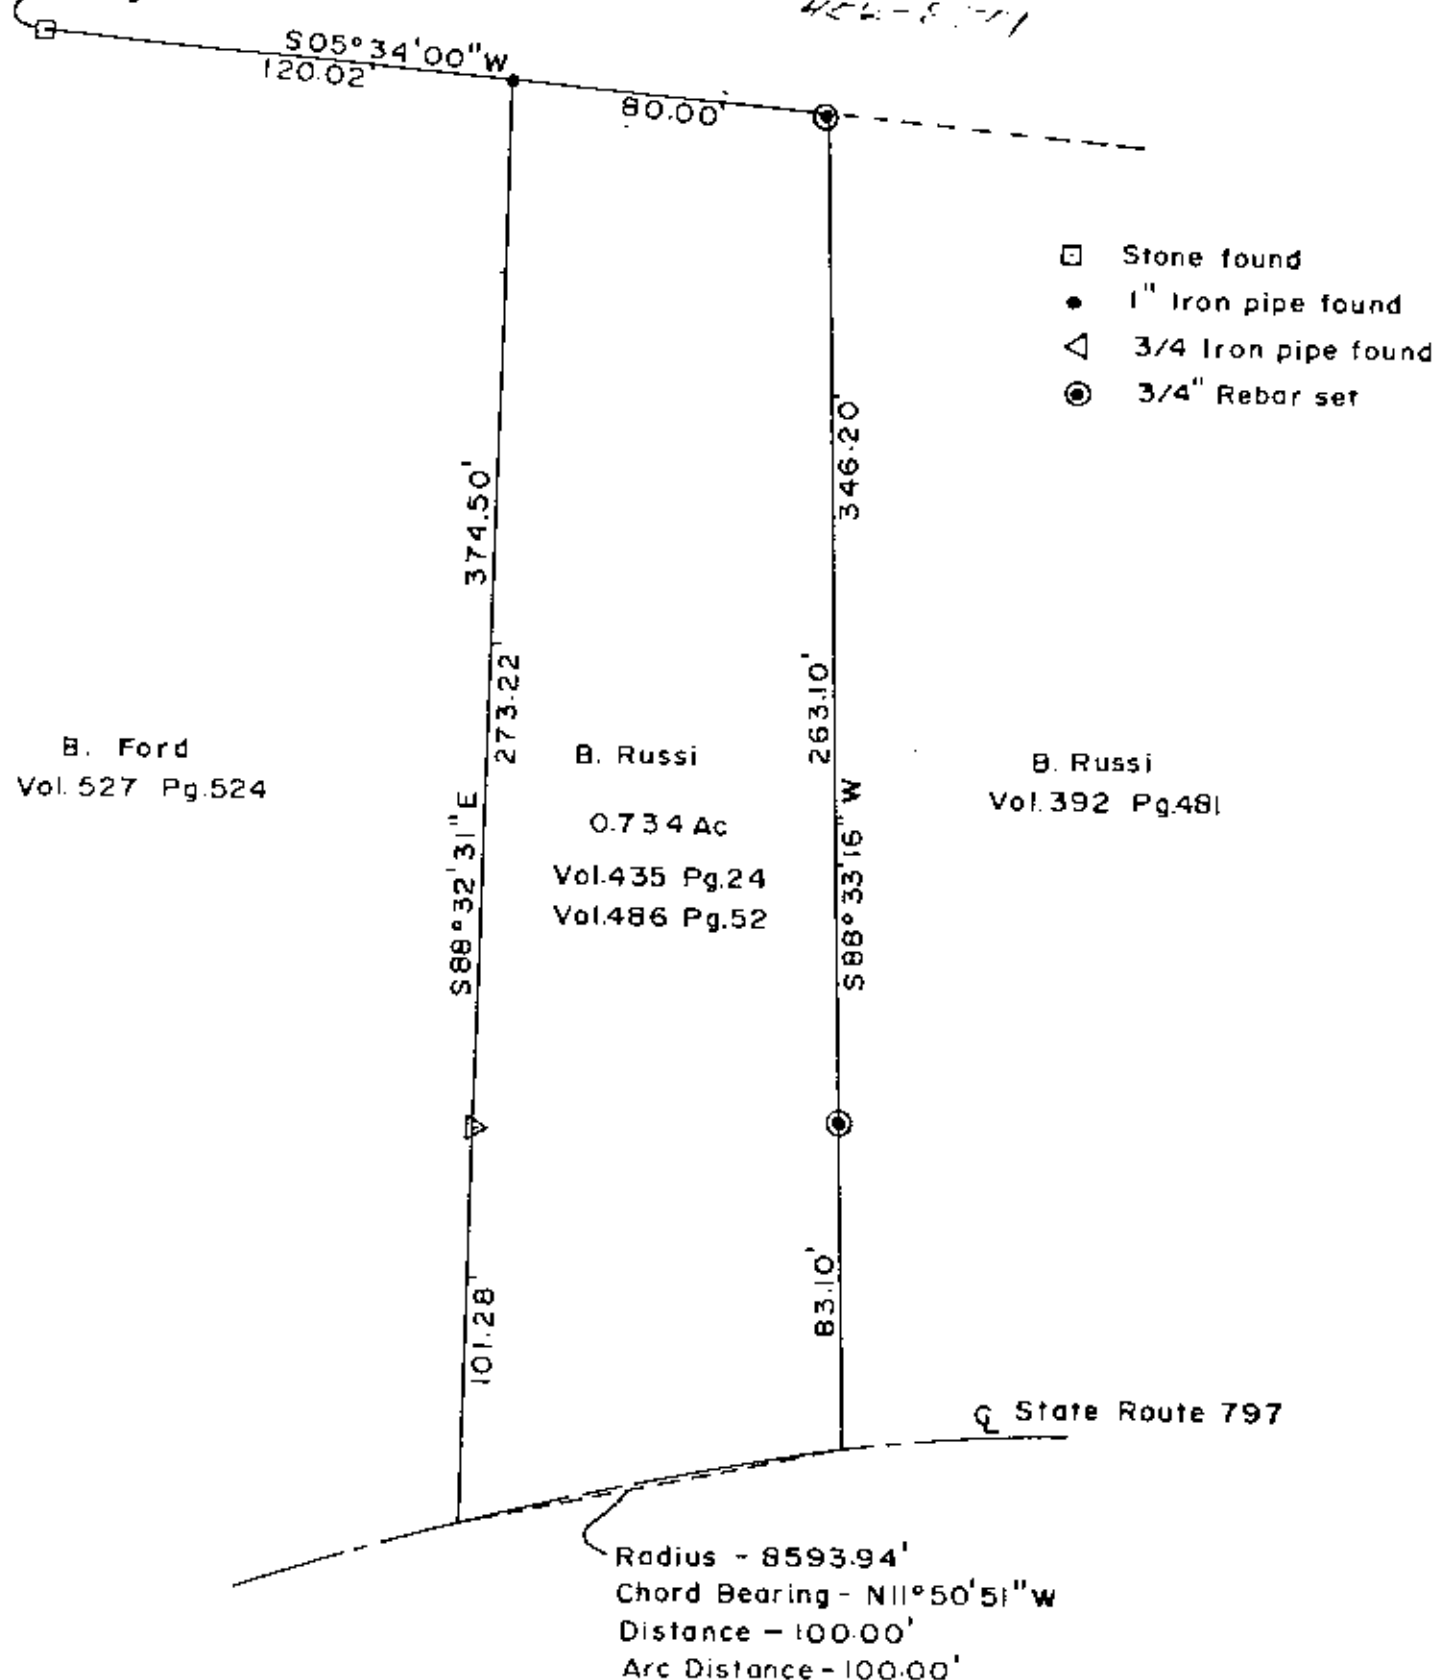 S05°34'00"W
120.02'
80.00'
Stone found
1" Iron pipe found
3/4 Iron pipe found
3/4" Rebar set
374.50'
346.20'
273.22'
263.10'
S88°32'31"E
S88°33'16"W
B. Ford
Vol. 527 Pg. 524
B. Russi
0.734 Ac
Vol. 435 Pg. 24
Vol. 486 Pg. 52
B. Russi
Vol. 392 Pg. 481
101.28'
83.10'
℄ State Route 797
Radius - 8593.94'
Chord Bearing - N11°50'51"W
Distance - 100.00'
Arc Distance - 100.00'